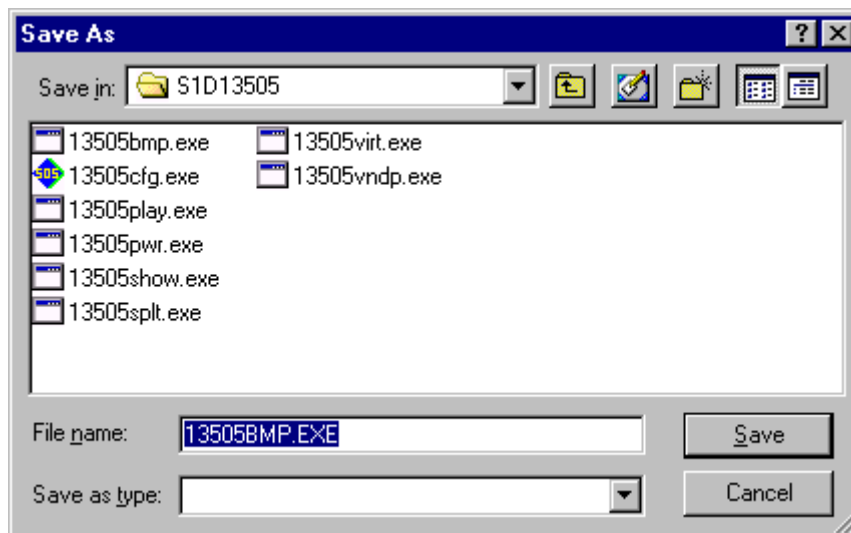 Save As
Save in: S1D13505
13505bmp.exe 13505virt.exe
13505cfg.exe 13505vndp.exe
13505play.exe
13505pwr.exe
13505show.exe
13505splt.exe
File name: 13505BMP.EXE Save
Save as type: Cancel